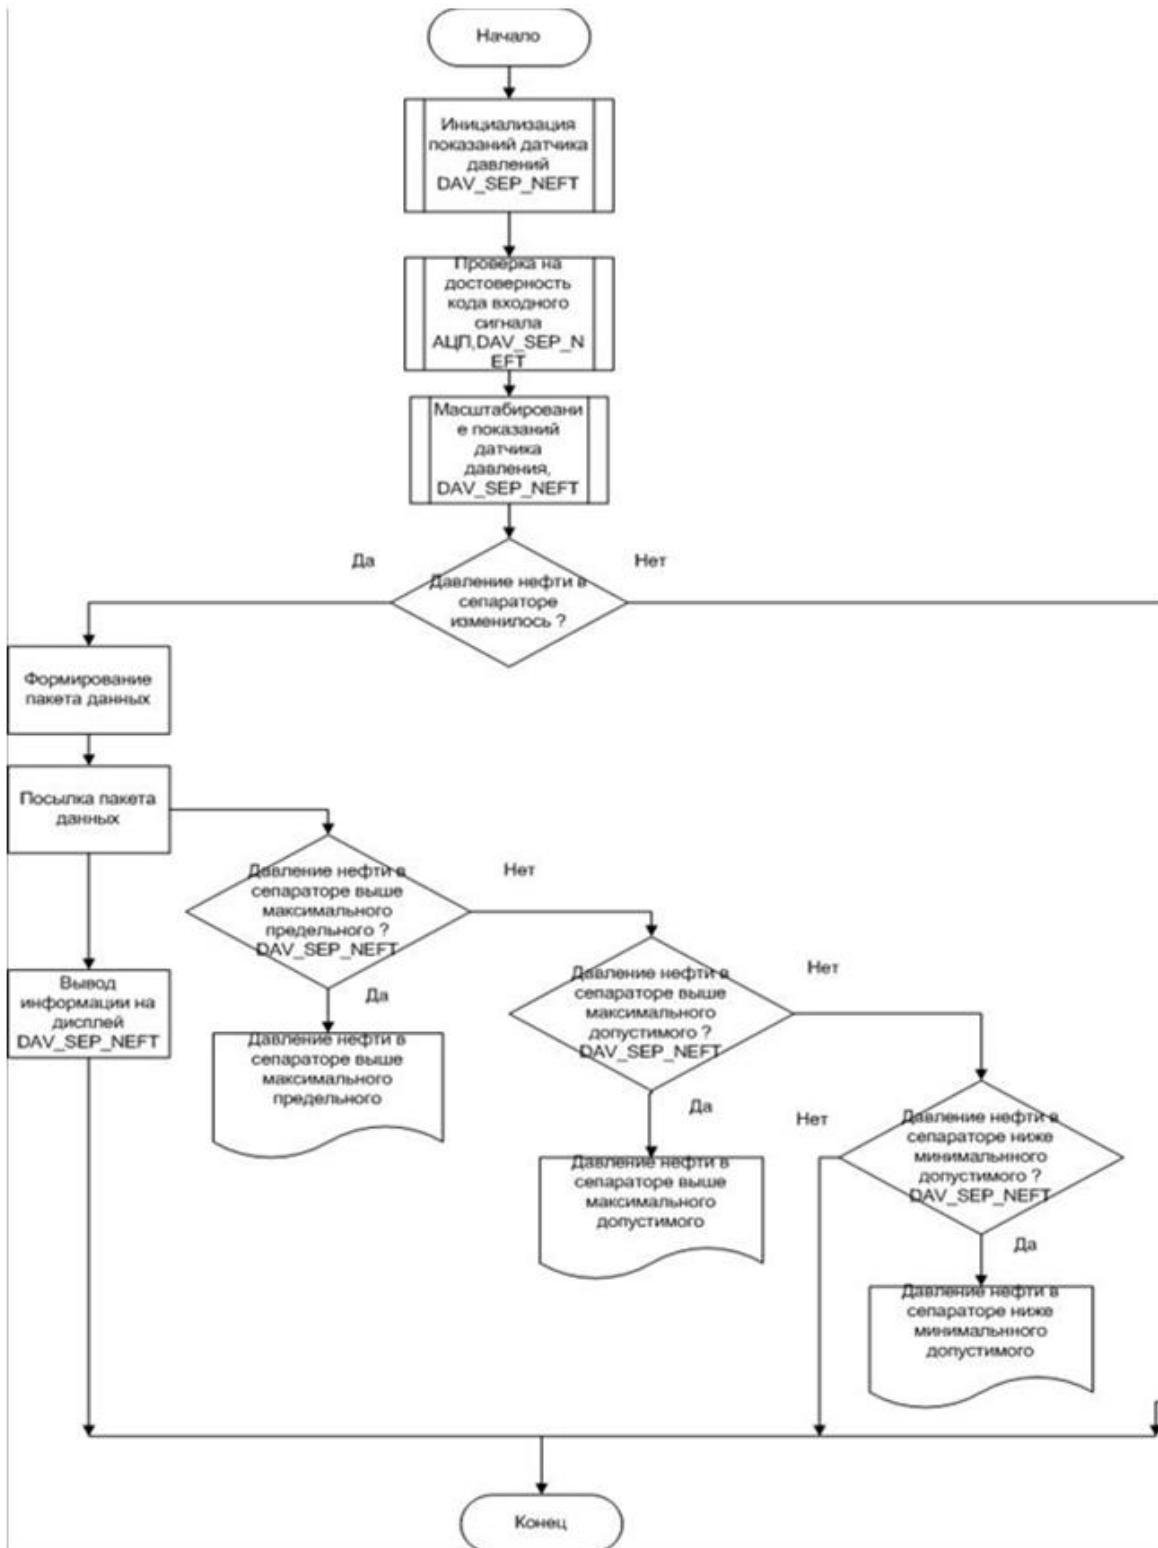 Начало
Инициализация
показаний датчика
давлений
DAV_SEP_NEFT
Проверка на
достоверность
кода входного
сигнала
АЦП,DAV_SEP_N
EFT
Масштабировани
е показаний
датчика
давления,
DAV_SEP_NEFT
Да
Нет
Давление нефти в
сепараторе
изменилось ?
Формирование
пакета данных
Посылка пакета
данных
Давление нефти в
сепараторе выше
максимального
предельного ?
DAV_SEP_NEFT
Нет
Да
Вывод
информации на
дисплей
DAV_SEP_NEFT
Давление нефти в
сепараторе выше
максимального
предельного
Давление нефти в
сепараторе выше
максимального
допустимого ?
DAV_SEP_NEFT
Нет
Да
Давление нефти в
сепараторе выше
максимального
допустимого
Нет
Давление нефти в
сепараторе ниже
минимальнного
допустимого ?
DAV_SEP_NEFT
Да
Давление нефти в
сепараторе ниже
минимальнного
допустимого
Конец